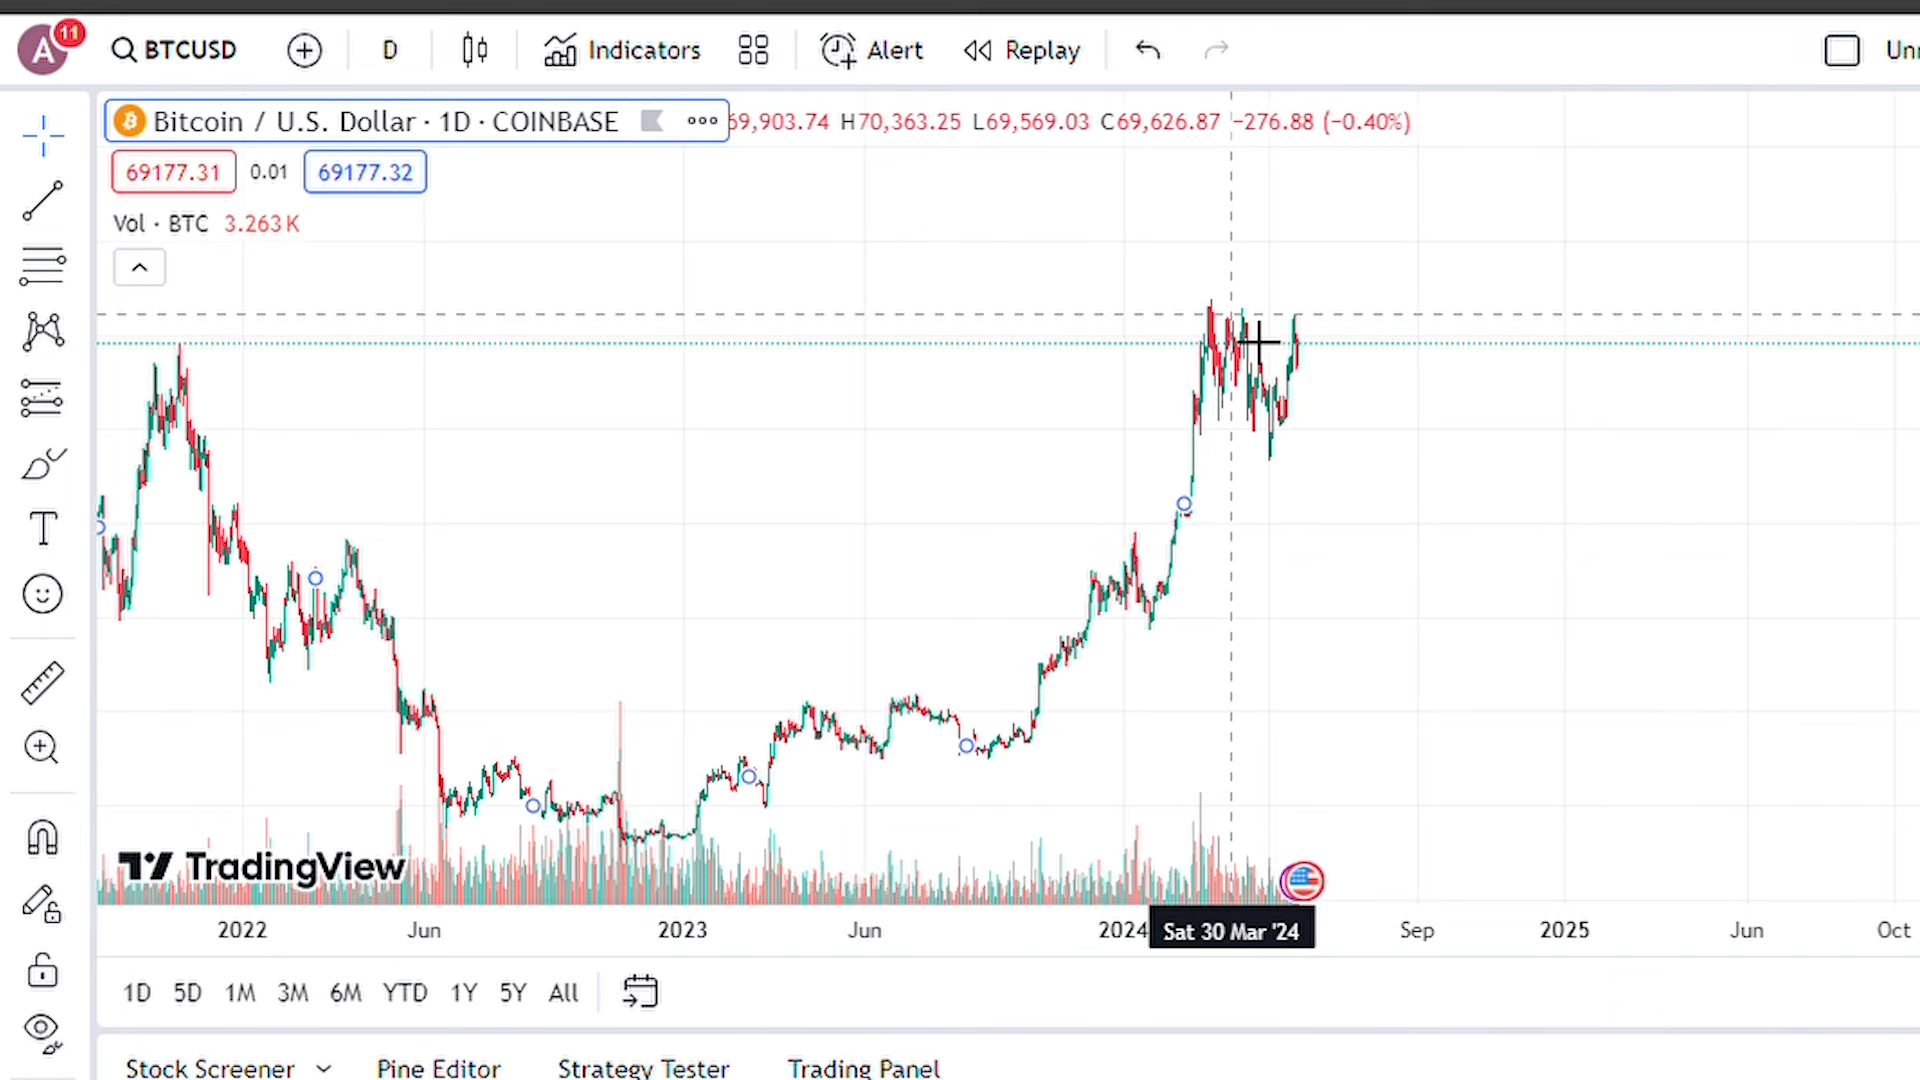 A 11 BTCUSD D Indicators Alert Replay
Bitcoin / U.S. Dollar · 1D · COINBASE 69,903.74 H70,363.25 L69,569.03 C69,626.87 −276.88 (−0.40%)
69177.31 0.01 69177.32
Vol · BTC 3.263K
TradingView
2022 Jun 2023 Jun 2024 Sat 30 Mar '24 Sep 2025 Jun Oct
1D 5D 1M 3M 6M YTD 1Y 5Y All
Stock Screener Pine Editor Strategy Tester Trading Panel